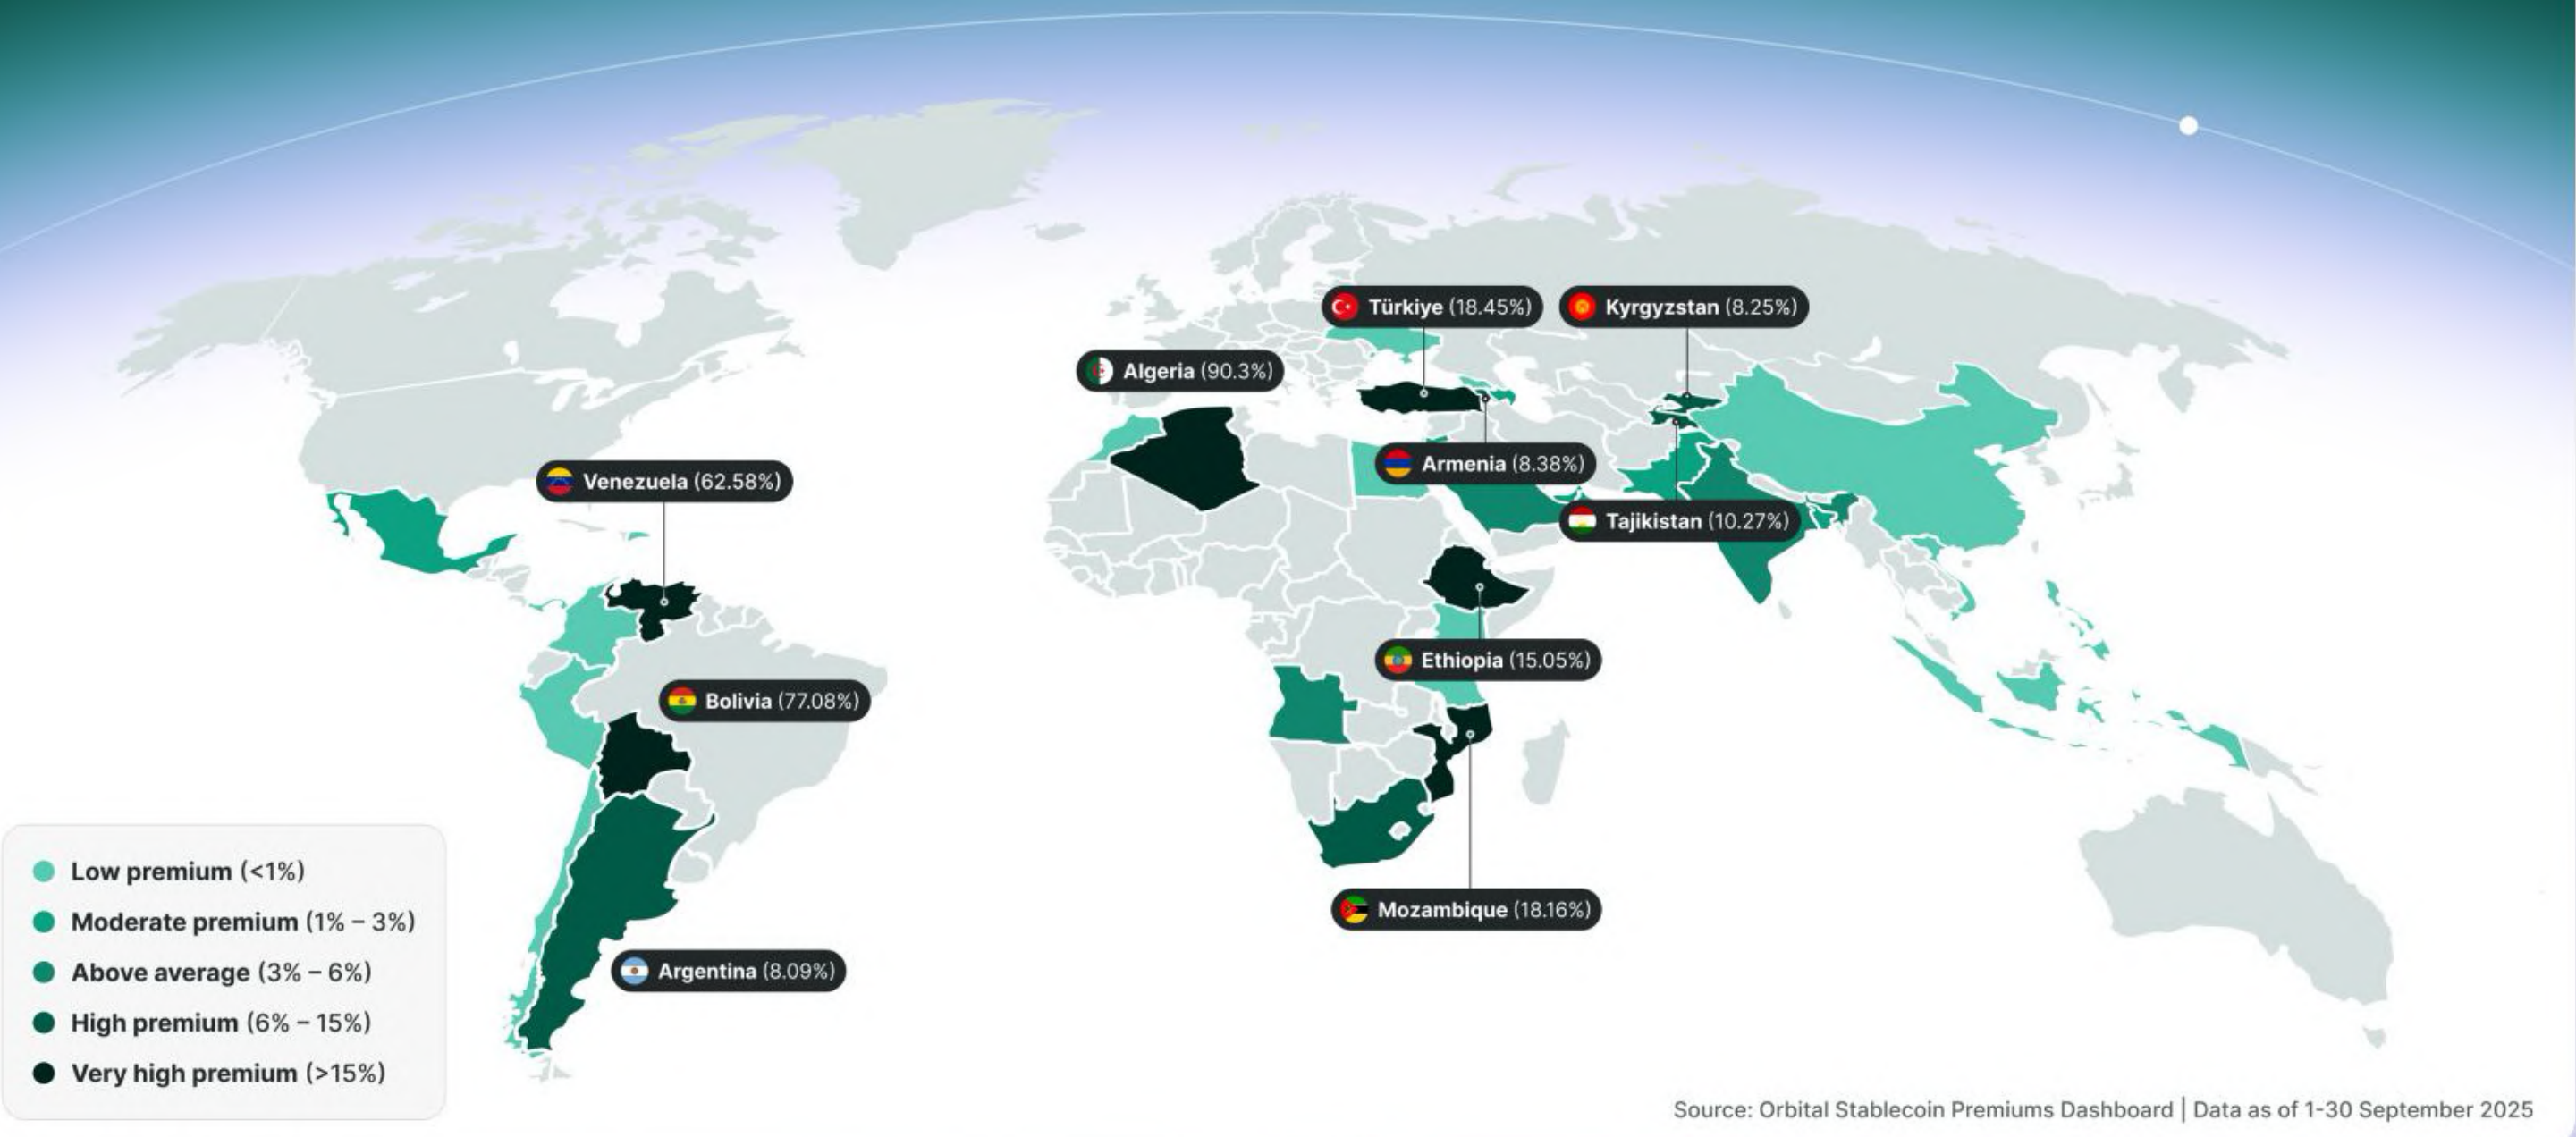 Türkiye (18.45%)
Kyrgyzstan (8.25%)
Algeria (90.3%)
Armenia (8.38%)
Venezuela (62.58%)
Tajikistan (10.27%)
Ethiopia (15.05%)
Bolivia (77.08%)
Mozambique (18.16%)
Argentina (8.09%)
Low premium (<1%)
Moderate premium (1% – 3%)
Above average (3% – 6%)
High premium (6% – 15%)
Very high premium (>15%)
Source: Orbital Stablecoin Premiums Dashboard | Data as of 1-30 September 2025